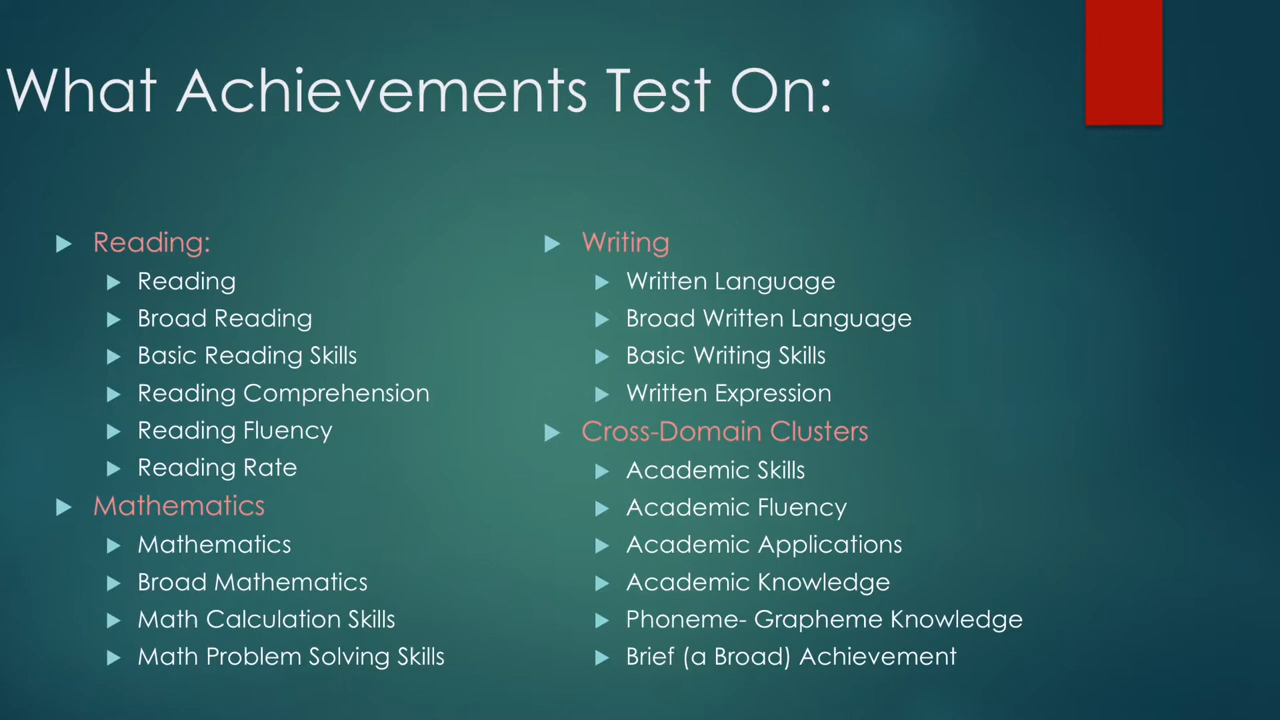 What Achievements Test On:
Reading:
Reading
Broad Reading
Basic Reading Skills
Reading Comprehension
Reading Fluency
Reading Rate
Mathematics
Mathematics
Broad Mathematics
Math Calculation Skills
Math Problem Solving Skills
Writing
Written Language
Broad Written Language
Basic Writing Skills
Written Expression
Cross-Domain Clusters
Academic Skills
Academic Fluency
Academic Applications
Academic Knowledge
Phoneme- Grapheme Knowledge
Brief (a Broad) Achievement